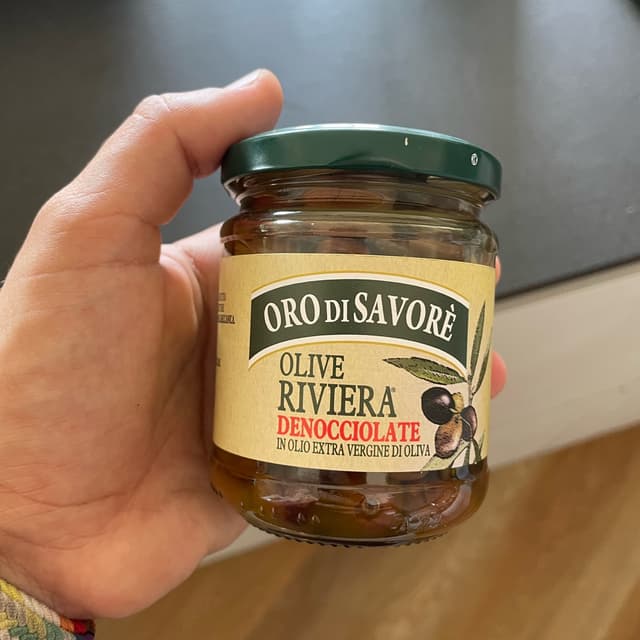 ORO DI SAVORÈ
OLIVE
RIVIERA®
DENOCCIOLATE
IN OLIO EXTRA VERGINE DI OLIVA